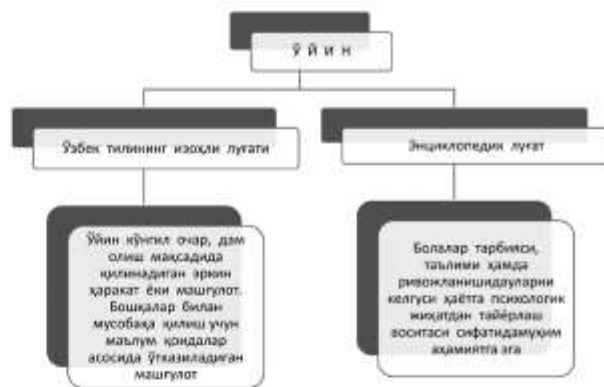 Ў Й И Н
Ўзбек тилининг изоҳли луғати
Энциклопедик луғат
Ўйин кўнгил очар, дам
олиш мақсадида
қилинадиган эркин
ҳаракат ёки машғулот.
Бошқалар билан
мусобақа қилиш учун
маълум қоидалар
асосида ўтказиладиган
машғулот
Болалар тарбияси,
таълими ҳамда
ривожланишидауларни
келгуси ҳаётга психологик
жиҳатдан тайёрлаш
воситаси сифатидамуҳим
аҳамиятга эга